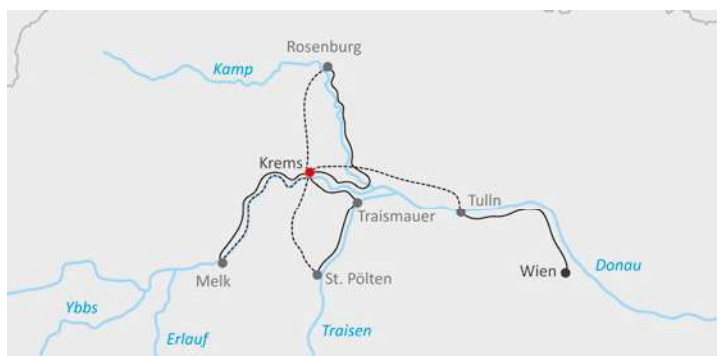 Rosenburg
Kamp
Krems
Traismauer
Tulln
Melk
St. Pölten
Wien
Donau
Ybbs
Erlauf
Traisen